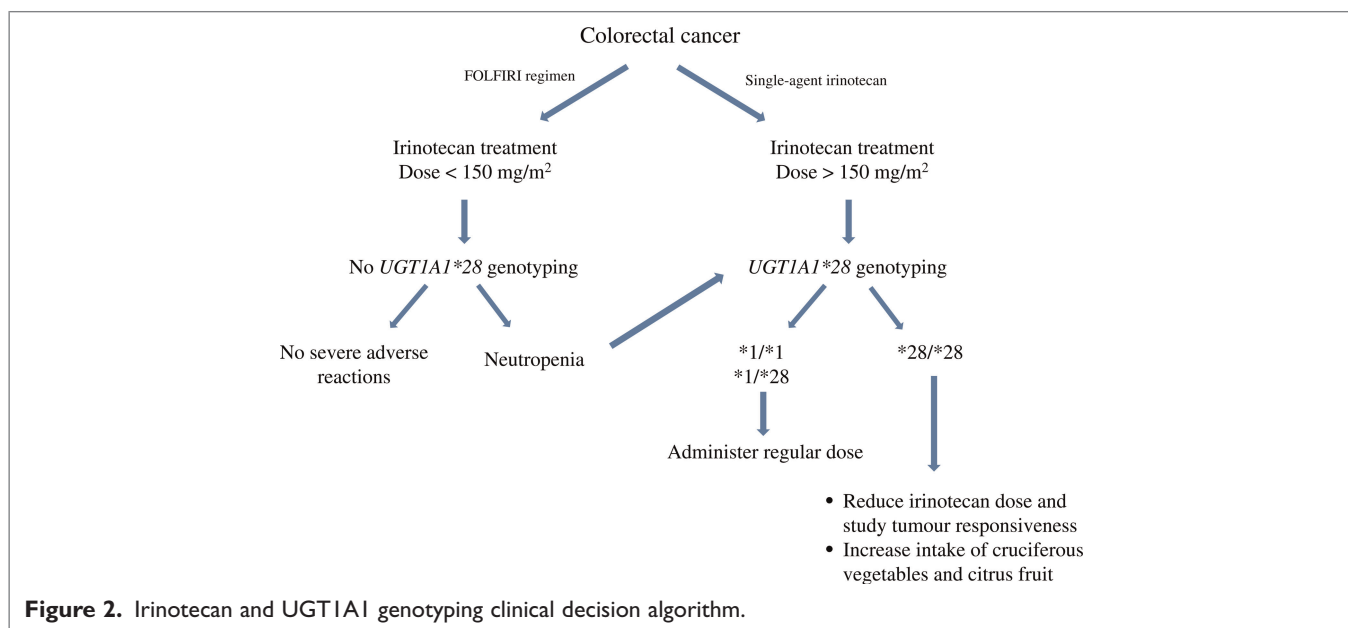 Colorectal cancer
FOLFIRI regimen
Single-agent irinotecan
Irinotecan treatment
Dose < 150 mg/m²
Irinotecan treatment
Dose > 150 mg/m²
No UGT1A1*28 genotyping
UGT1A1*28 genotyping
No severe adverse
reactions
Neutropenia
*1/*1
*1/*28
*28/*28
Administer regular dose
• Reduce irinotecan dose and
study tumour responsiveness
• Increase intake of cruciferous
vegetables and citrus fruit
Figure 2. Irinotecan and UGT1A1 genotyping clinical decision algorithm.